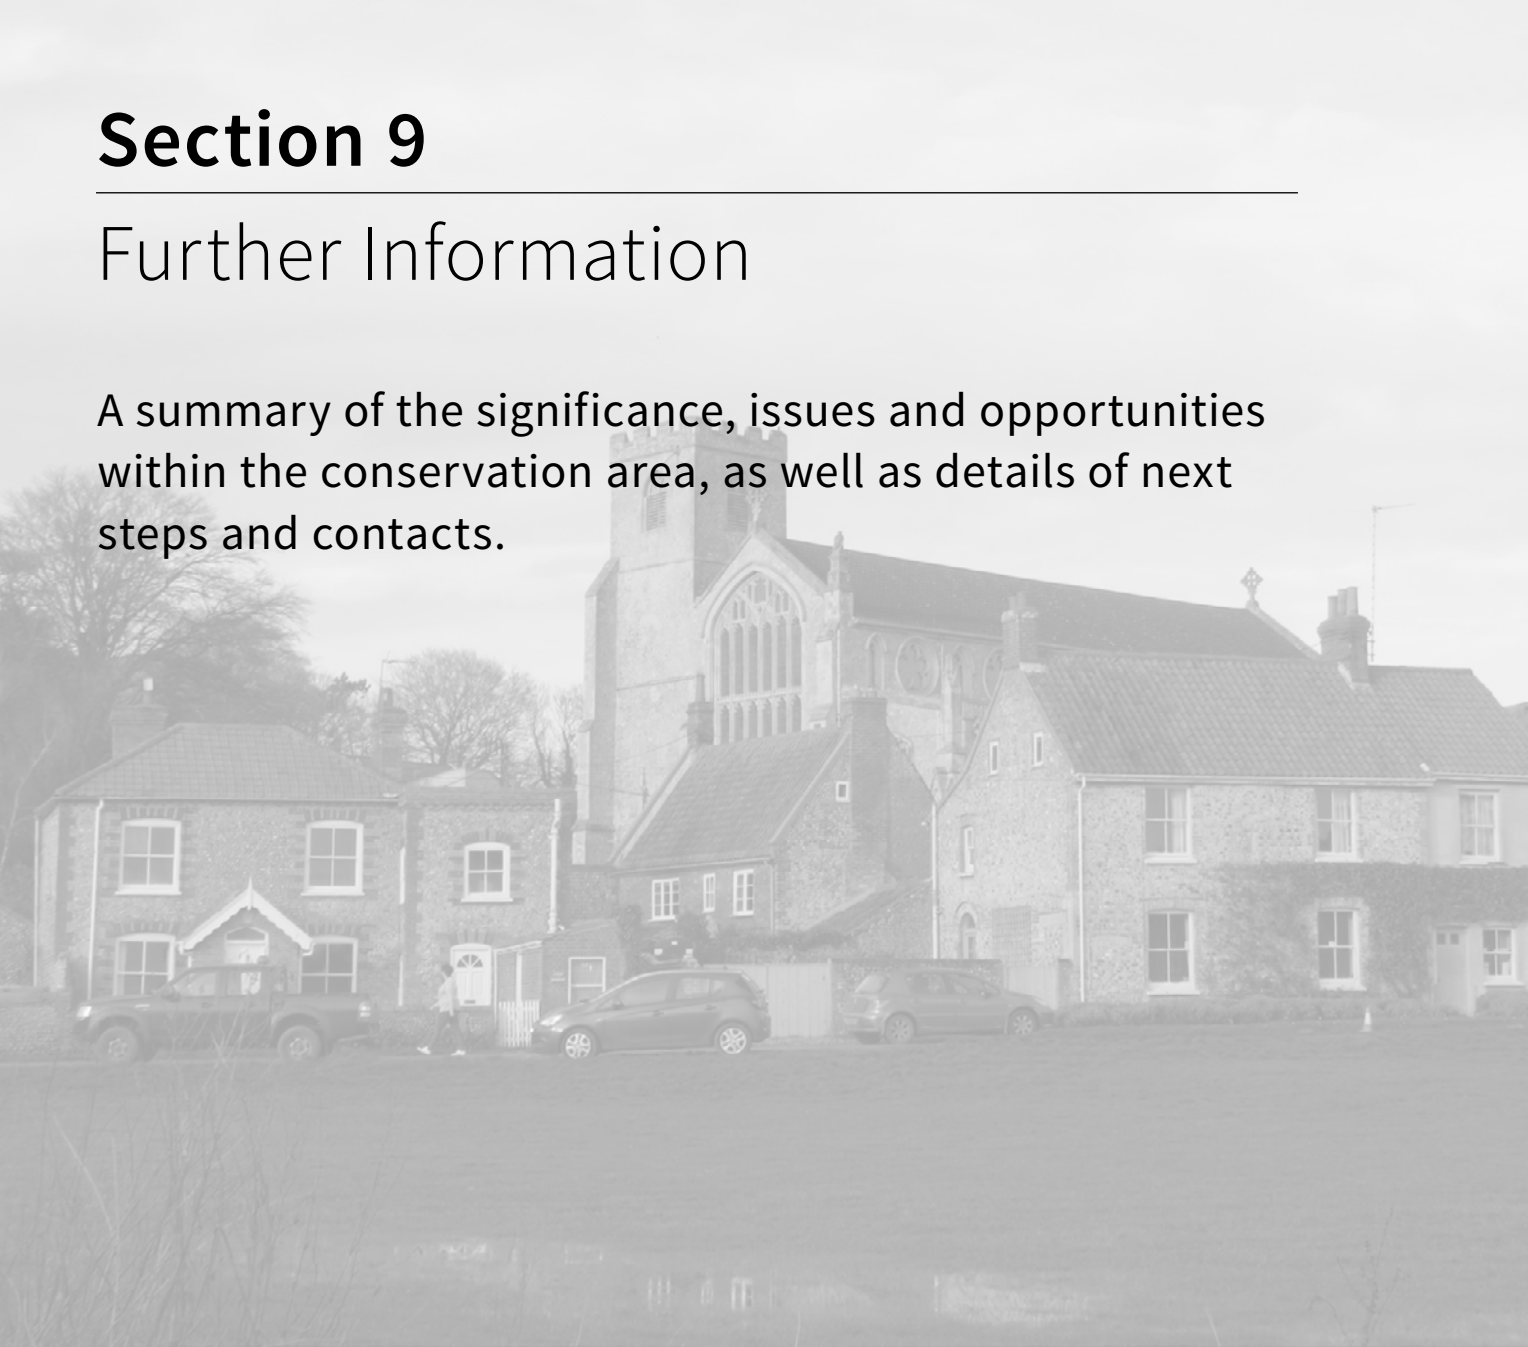 Section 9
Further Information
A summary of the significance, issues and opportunities
within the conservation area, as well as details of next
steps and contacts.